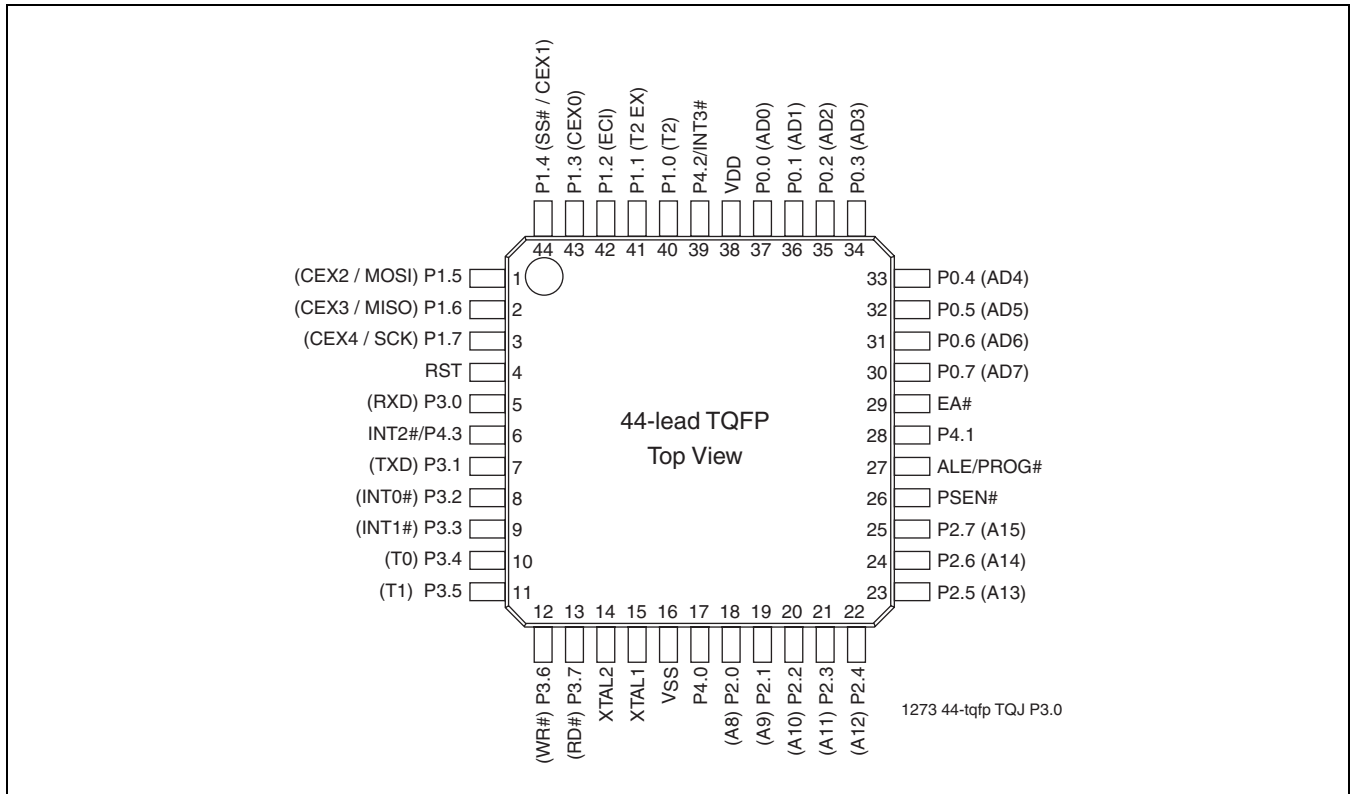 P1.4 (SS# / CEX1)
P1.3 (CEX0)
P1.2 (ECI)
P1.1 (T2 EX)
P1.0 (T2)
P4.2/INT3#
VDD
P0.0 (AD0)
P0.1 (AD1)
P0.2 (AD2)
P0.3 (AD3)
44 43 42 41 40 39 38 37 36 35 34
(CEX2 / MOSI) P1.5 1
(CEX3 / MISO) P1.6 2
(CEX4 / SCK) P1.7 3
RST 4
(RXD) P3.0 5
INT2#/P4.3 6
(TXD) P3.1 7
(INT0#) P3.2 8
(INT1#) P3.3 9
(T0) P3.4 10
(T1) P3.5 11
44-lead TQFP
Top View
33 P0.4 (AD4)
32 P0.5 (AD5)
31 P0.6 (AD6)
30 P0.7 (AD7)
29 EA#
28 P4.1
27 ALE/PROG#
26 PSEN#
25 P2.7 (A15)
24 P2.6 (A14)
23 P2.5 (A13)
12 13 14 15 16 17 18 19 20 21 22
(WR#) P3.6
(RD#) P3.7
XTAL2
XTAL1
VSS
P4.0
(A8) P2.0
(A9) P2.1
(A10) P2.2
(A11) P2.3
(A12) P2.4
1273 44-tqfp TQJ P3.0